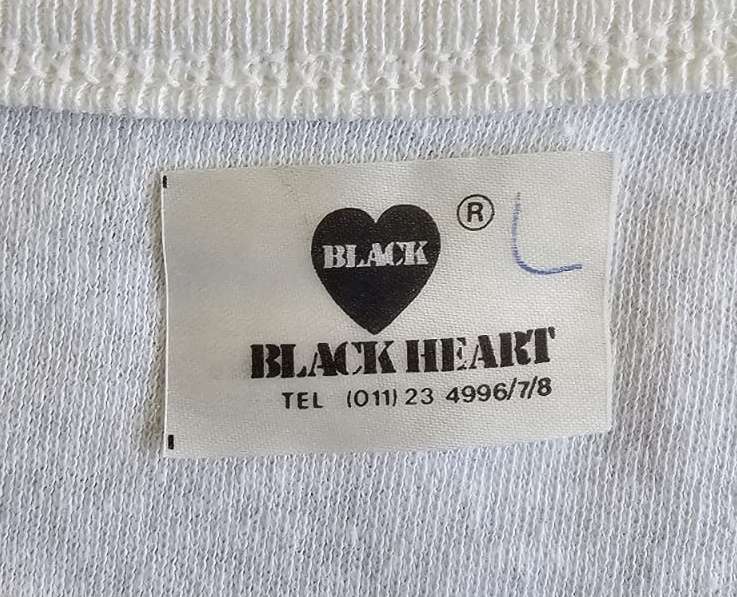 BLACK
® L
BLACK HEART
TEL (011) 23 4996/7/8